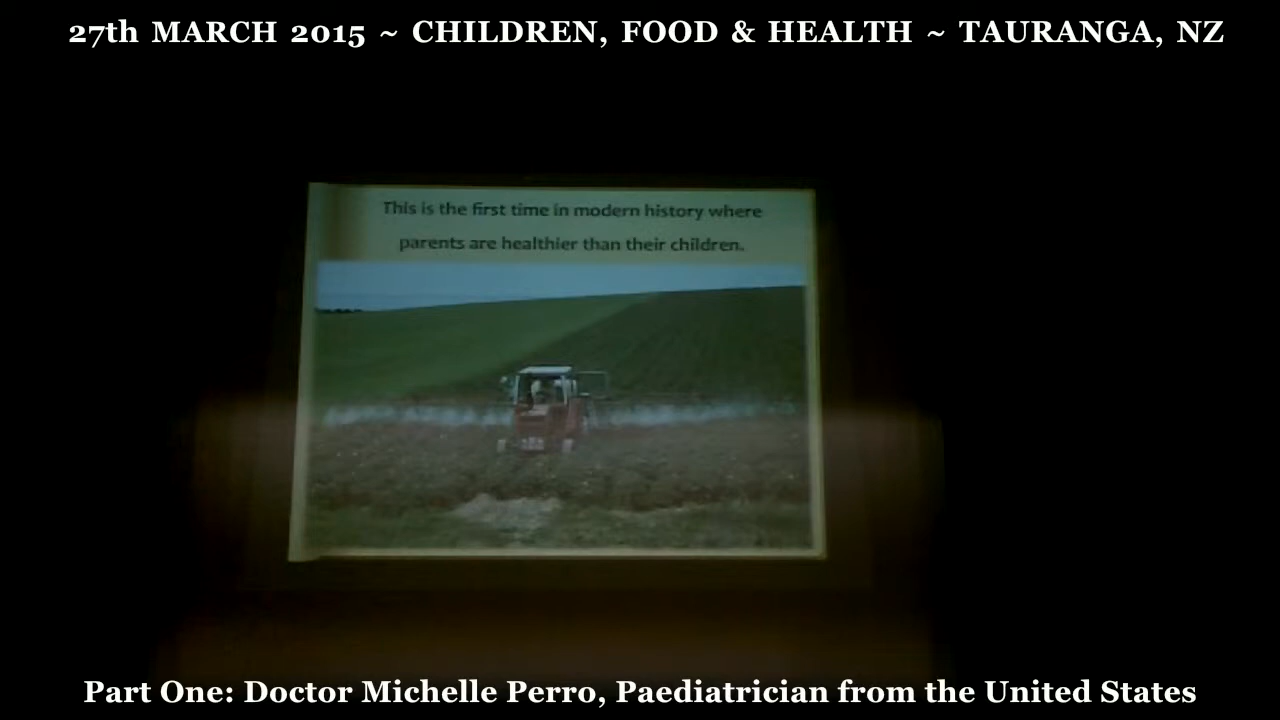 27th MARCH 2015 ~ CHILDREN, FOOD & HEALTH ~ TAURANGA, NZ
This is the first time in modern history where
parents are healthier than their children.
Part One: Doctor Michelle Perro, Paediatrician from the United States